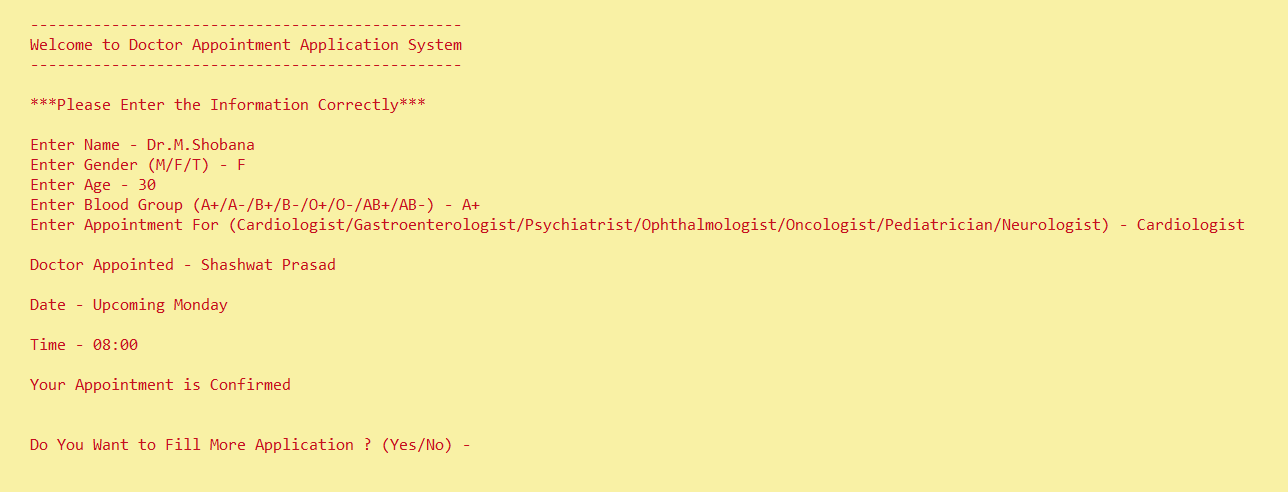 ------------------------------------------------
Welcome to Doctor Appointment Application System
------------------------------------------------
***Please Enter the Information Correctly***
Enter Name - Dr.M.Shobana
Enter Gender (M/F/T) - F
Enter Age - 30
Enter Blood Group (A+/A-/B+/B-/O+/O-/AB+/AB-) - A+
Enter Appointment For (Cardiologist/Gastroenterologist/Psychiatrist/Ophthalmologist/Oncologist/Pediatrician/Neurologist) - Cardiologist
Doctor Appointed - Shashwat Prasad
Date - Upcoming Monday
Time - 08:00
Your Appointment is Confirmed
Do You Want to Fill More Application ? (Yes/No) -